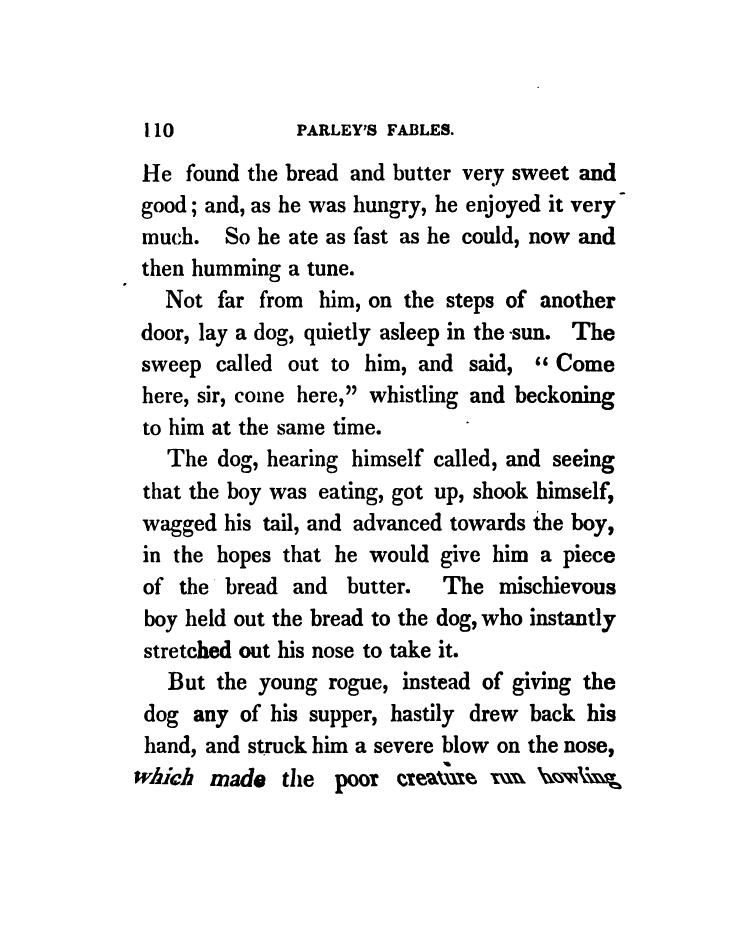 110 PARLEY'S FABLES.
He found the bread and butter very sweet and
good; and, as he was hungry, he enjoyed it very
much. So he ate as fast as he could, now and
then humming a tune.
Not far from him, on the steps of another
door, lay a dog, quietly asleep in the sun. The
sweep called out to him, and said, “Come
here, sir, come here,” whistling and beckoning
to him at the same time.
The dog, hearing himself called, and seeing
that the boy was eating, got up, shook himself,
wagged his tail, and advanced towards the boy,
in the hopes that he would give him a piece
of the bread and butter. The mischievous
boy held out the bread to the dog, who instantly
stretched out his nose to take it.
But the young rogue, instead of giving the
dog any of his supper, hastily drew back his
hand, and struck him a severe blow on the nose,
which made the poor creature run howling